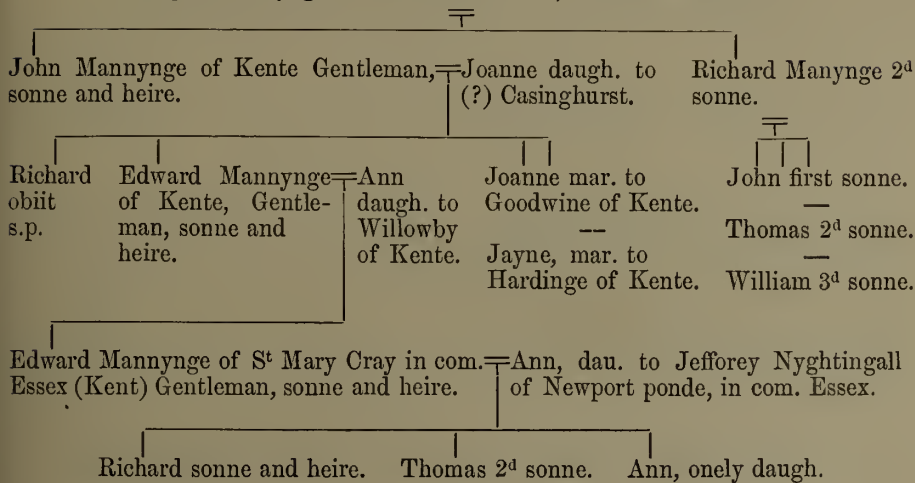 John Mannynge of Kente Gentleman,
sonne and heire.
Joanne daugh. to
(?) Casinghurst.
Richard Manynge 2d
sonne.
Richard
obiit
s.p.
Edward Mannynge
of Kente, Gentle-
man, sonne and
heire.
Ann
daugh. to
Willowby
of Kente.
Joanne mar. to
Goodwine of Kente.
—
Jayne, mar. to
Hardinge of Kente.
John first sonne.
—
Thomas 2d sonne.
—
William 3d sonne.
Edward Mannynge of St Mary Cray in com.
Essex (Kent) Gentleman, sonne and heire.
Ann, dau. to Jefforey Nyghtingall
of Newport ponde, in com. Essex.
Richard sonne and heire.
Thomas 2d sonne.
Ann, onely daugh.